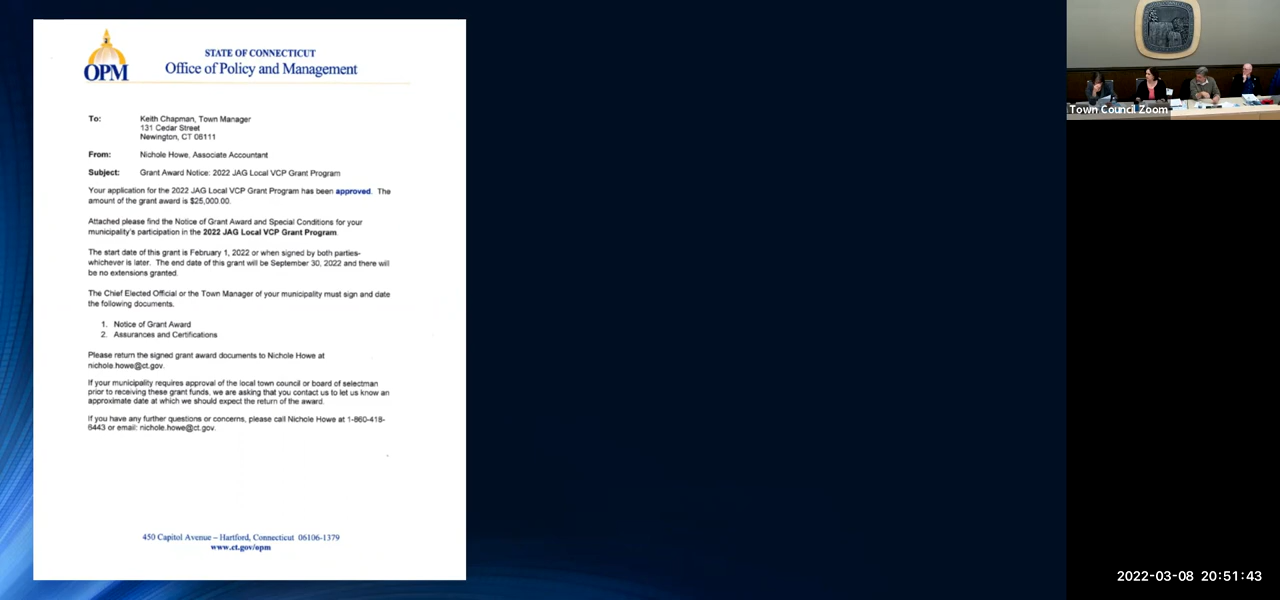 STATE OF CONNECTICUT
OPM
Office of Policy and Management
To: Keith Chapman, Town Manager
131 Cedar Street
Newington, CT 06111
From: Nichole Howe, Associate Accountant
Subject: Grant Award Notice: 2022 JAG Local VCP Grant Program
Your application for the 2022 JAG Local VCP Grant Program has been approved. The
amount of the grant award is $25,000.00.
Attached please find the Notice of Grant Award and Special Conditions for your
municipality's participation in the 2022 JAG Local VCP Grant Program
The start date of this grant is February 1, 2022 or when signed by both parties-
whichever is later. The end date of this grant will be September 30, 2022 and there will
be no extensions granted.
The Chief Elected Official or the Town Manager of your municipality must sign and date
the following documents.
1. Notice of Grant Award
2. Assurances and Certifications
Please return the signed grant award documents to Nichole Howe at
nichole.howe@ct.gov.
If your municipality requires approval of the local town council or board of selectman
prior to receiving these grant funds, we are asking that you contact us to let us know an
approximate date at which we should expect the return of the award.
If you have any further questions or concerns, please call Nichole Howe at 1-860-418-
6443 or email: nichole.howe@ct.gov.
450 Capitol Avenue – Hartford, Connecticut 06106-1379
www.ct.gov/opm
Town Council Zoom
2022-03-08 20:51:43